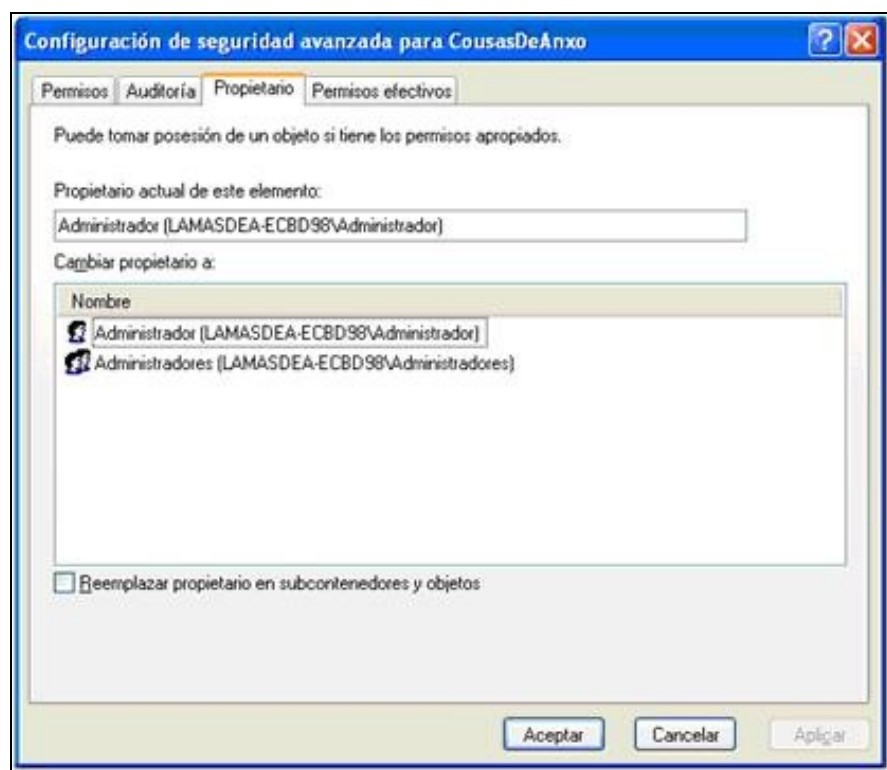 Configuración de seguridad avanzada para CousasDeAnxo
Permisos Auditoría Propietario Permisos efectivos
Puede tomar posesión de un objeto si tiene los permisos apropiados.
Propietario actual de este elemento:
Administrador (LAMASDEA-ECBD98\Administrador)
Cambiar propietario a:
Nombre
Administrador (LAMASDEA-ECBD98\Administrador)
Administradores (LAMASDEA-ECBD98\Administradores)
Reemplazar propietario en subcontenedores y objetos
Aceptar Cancelar Aplicar